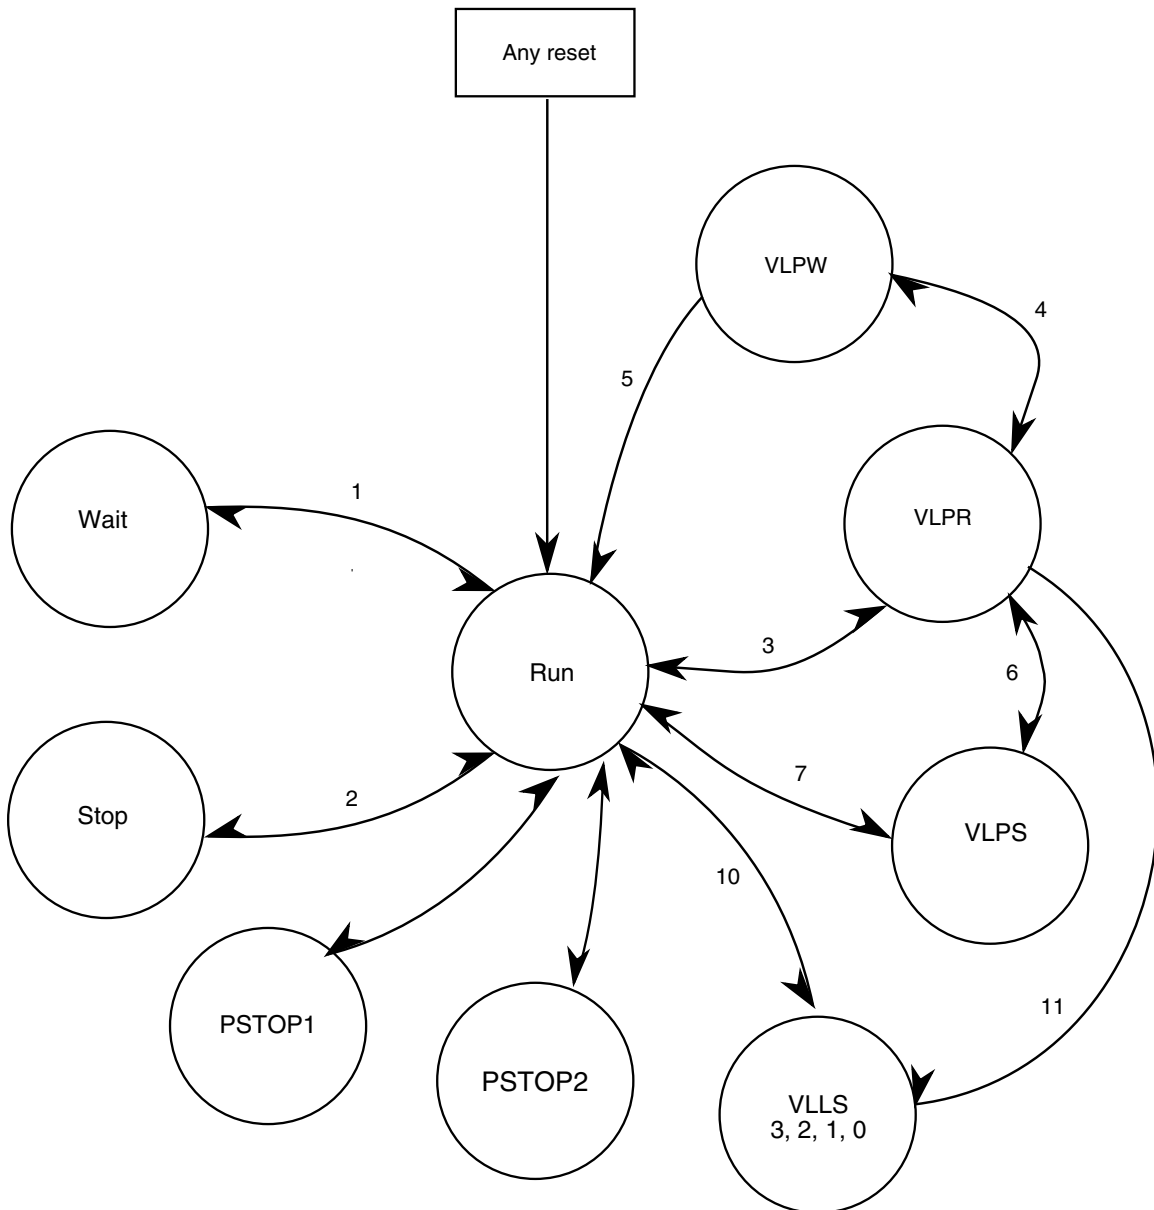 Any reset
VLPW
4
5
Wait
1
VLPR
Run
3
6
Stop
2
7
VLPS
10
PSTOP1
PSTOP2
11
VLLS
3, 2, 1, 0